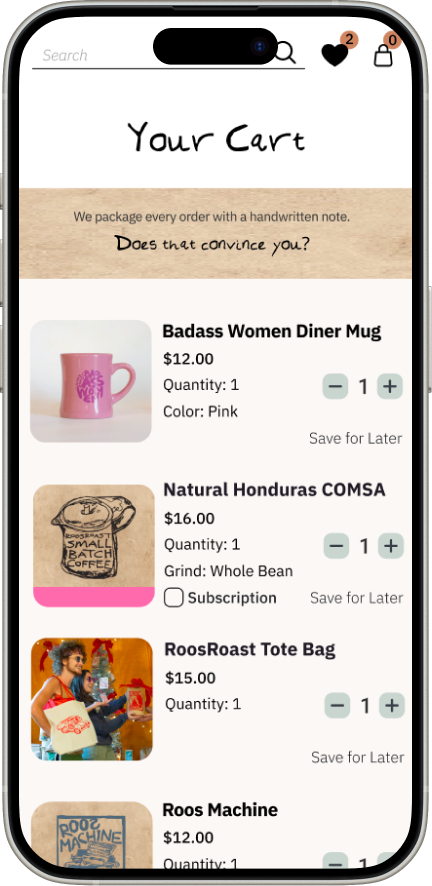 Search
2
0
Your Cart
We package every order with a handwritten note.
Does that convince you?
Badass Women Diner Mug
$12.00
Quantity: 1
1
Color: Pink
Save for Later
Natural Honduras COMSA
$16.00
ROOSROAST
SMALL
BATCH
COFFEE
Quantity: 1
1
Grind: Whole Bean
Subscription
Save for Later
RoosRoast Tote Bag
$15.00
Quantity: 1
1
Save for Later
Roos Machine
$12.00
ROOS
MACHINE
Quantity: 1
1